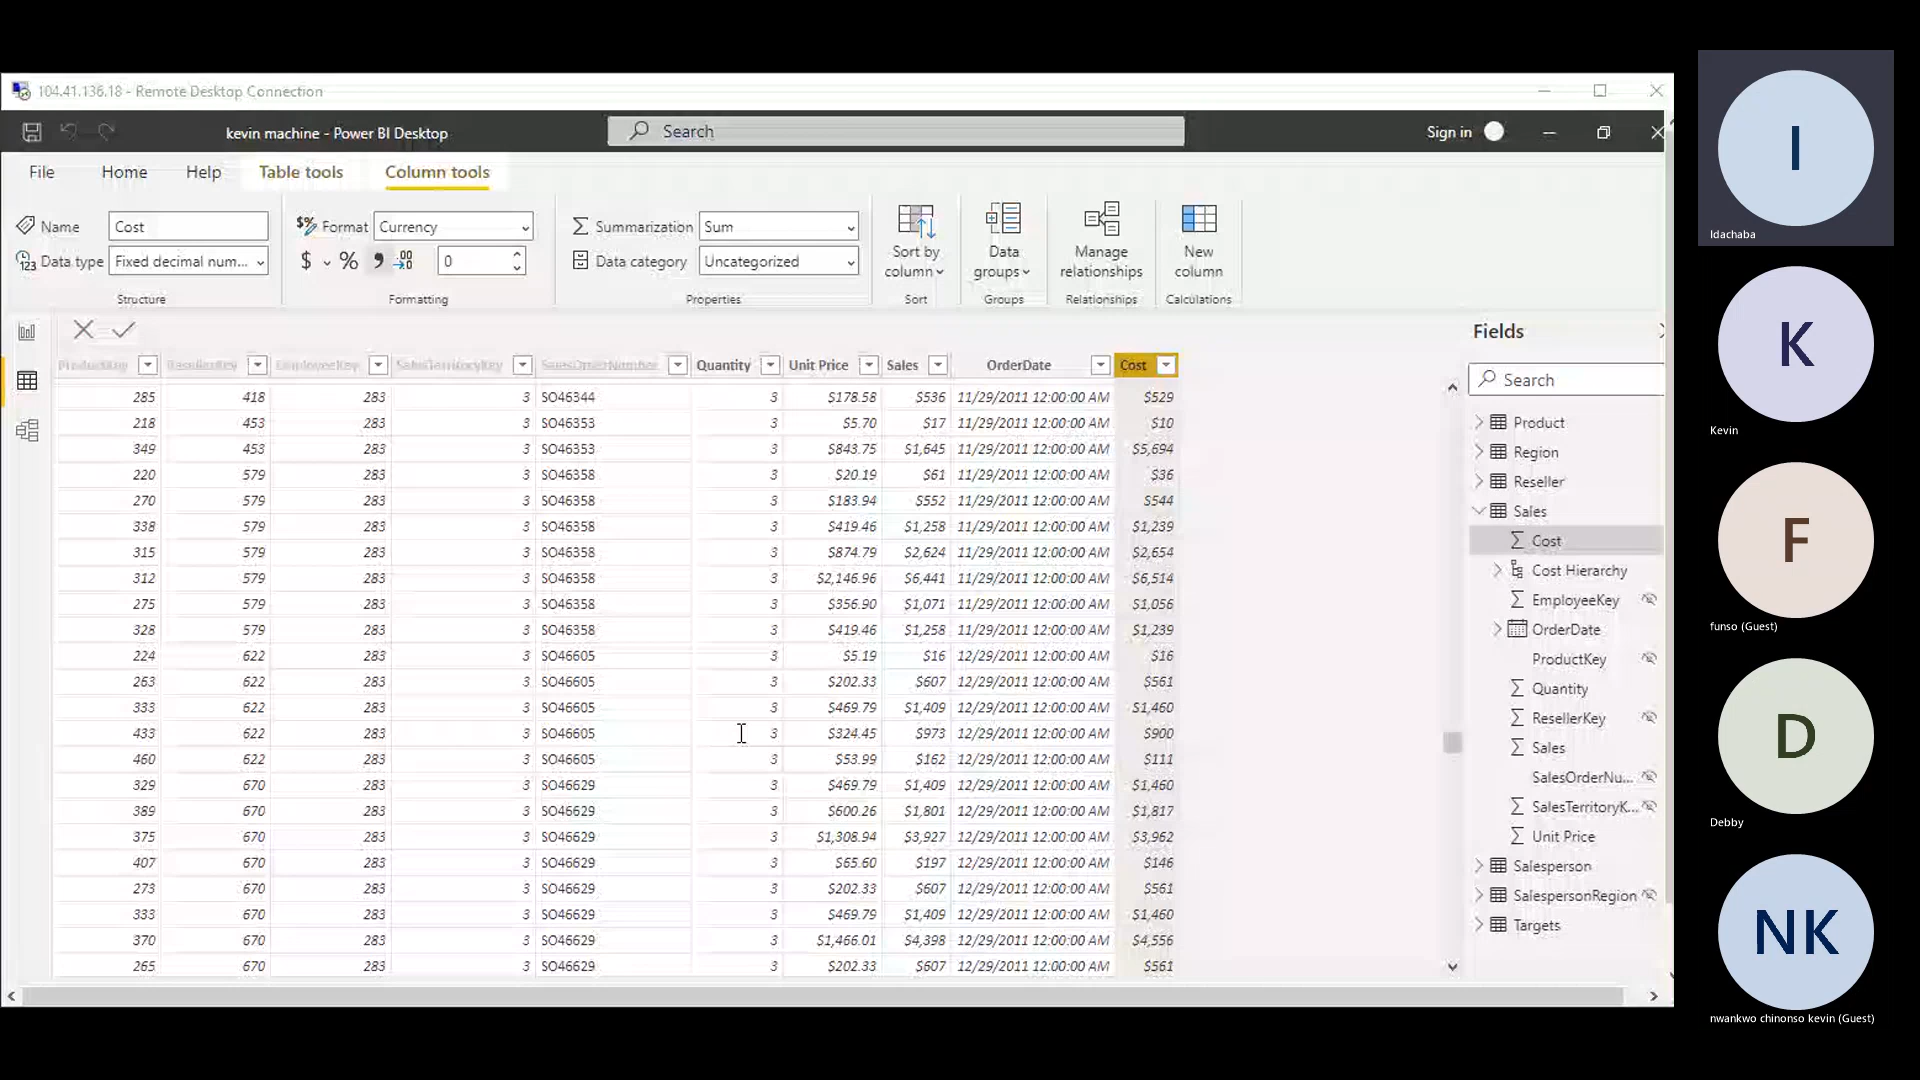 104.41.136.18 - Remote Desktop Connection
kevin machine - Power BI Desktop
Search
Sign in
File Home Help Table tools Column tools
Name Cost
Format Currency
Summarization Sum
Data type Fixed decimal num...
$ % 0
Data category Uncategorized
Sort by column
Data groups
Manage relationships
New column
Structure Formatting Properties Sort Groups Relationships Calculations
ProductKey ResellerKey EmployeeKey SalesTerritoryKey SalesOrderNumber Quantity Unit Price Sales OrderDate Cost
285 418 283 3 SO46344 3 $178.58 $536 11/29/2011 12:00:00 AM $529
218 453 283 3 SO46353 3 $5.70 $17 11/29/2011 12:00:00 AM $10
349 453 283 3 SO46353 3 $843.75 $1,645 11/29/2011 12:00:00 AM $5,694
220 579 283 3 SO46358 3 $20.19 $61 11/29/2011 12:00:00 AM $36
270 579 283 3 SO46358 3 $183.94 $552 11/29/2011 12:00:00 AM $544
338 579 283 3 SO46358 3 $419.46 $1,258 11/29/2011 12:00:00 AM $1,239
315 579 283 3 SO46358 3 $874.79 $2,624 11/29/2011 12:00:00 AM $2,654
312 579 283 3 SO46358 3 $2,146.96 $6,441 11/29/2011 12:00:00 AM $6,514
275 579 283 3 SO46358 3 $356.90 $1,071 11/29/2011 12:00:00 AM $1,056
328 579 283 3 SO46358 3 $419.46 $1,258 11/29/2011 12:00:00 AM $1,239
224 622 283 3 SO46605 3 $5.19 $16 12/29/2011 12:00:00 AM $16
263 622 283 3 SO46605 3 $202.33 $607 12/29/2011 12:00:00 AM $561
333 622 283 3 SO46605 3 $469.79 $1,409 12/29/2011 12:00:00 AM $1,460
433 622 283 3 SO46605 3 $324.45 $973 12/29/2011 12:00:00 AM $900
460 622 283 3 SO46605 3 $53.99 $162 12/29/2011 12:00:00 AM $111
329 670 283 3 SO46629 3 $469.79 $1,409 12/29/2011 12:00:00 AM $1,460
389 670 283 3 SO46629 3 $600.26 $1,801 12/29/2011 12:00:00 AM $1,817
375 670 283 3 SO46629 3 $1,308.94 $3,927 12/29/2011 12:00:00 AM $3,962
407 670 283 3 SO46629 3 $65.60 $197 12/29/2011 12:00:00 AM $146
273 670 283 3 SO46629 3 $202.33 $607 12/29/2011 12:00:00 AM $561
333 670 283 3 SO46629 3 $469.79 $1,409 12/29/2011 12:00:00 AM $1,460
370 670 283 3 SO46629 3 $1,466.01 $4,398 12/29/2011 12:00:00 AM $4,556
265 670 283 3 SO46629 3 $202.33 $607 12/29/2011 12:00:00 AM $561
Fields
Search
Product
Region
Reseller
Sales
Cost
Cost Hierarchy
EmployeeKey
OrderDate
ProductKey
Quantity
ResellerKey
Sales
SalesOrderNu...
SalesTerritoryK...
Unit Price
Salesperson
SalespersonRegion
Targets
I
Idachaba
K
Kevin
F
funso (Guest)
D
Debby
NK
nwankwo chinonso kevin (Guest)